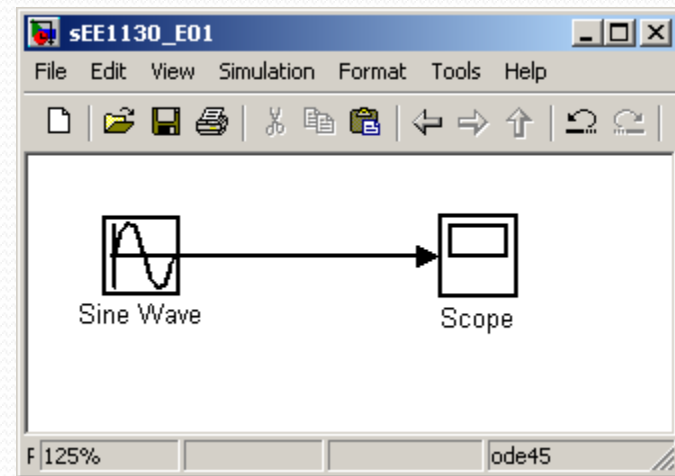 sEE1130_E01
File Edit View Simulation Format Tools Help
Sine Wave
Scope
125%
ode45